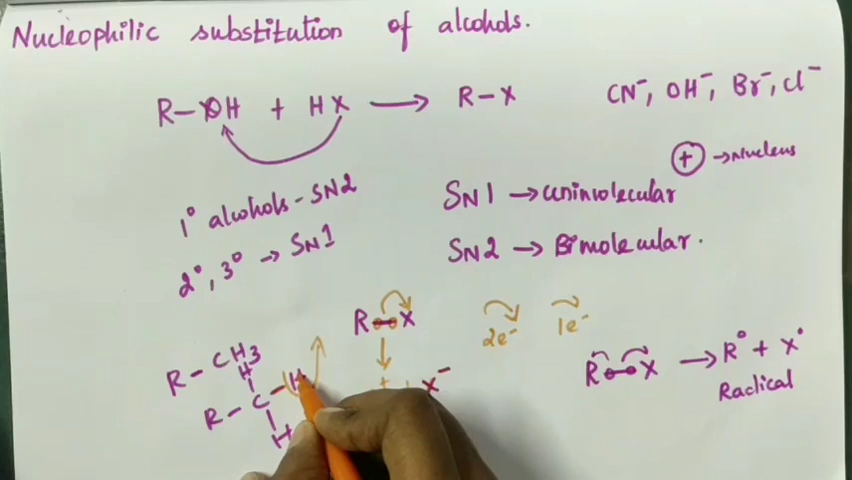 Nucleophilic substitution of alcohols.
R-OH + HX → R-X
CN⁻, OH⁻, Br⁻, Cl⁻
+ → Nucleus
1° alcohols - SN2
2°, 3° → SN1
SN1 → uninvolecular
SN2 → Bimolecular.
R-X
2e⁻ 1e⁻
+ + X⁻
R-X → R° + X•
Radical
R-CH3
H
R-C-H
H